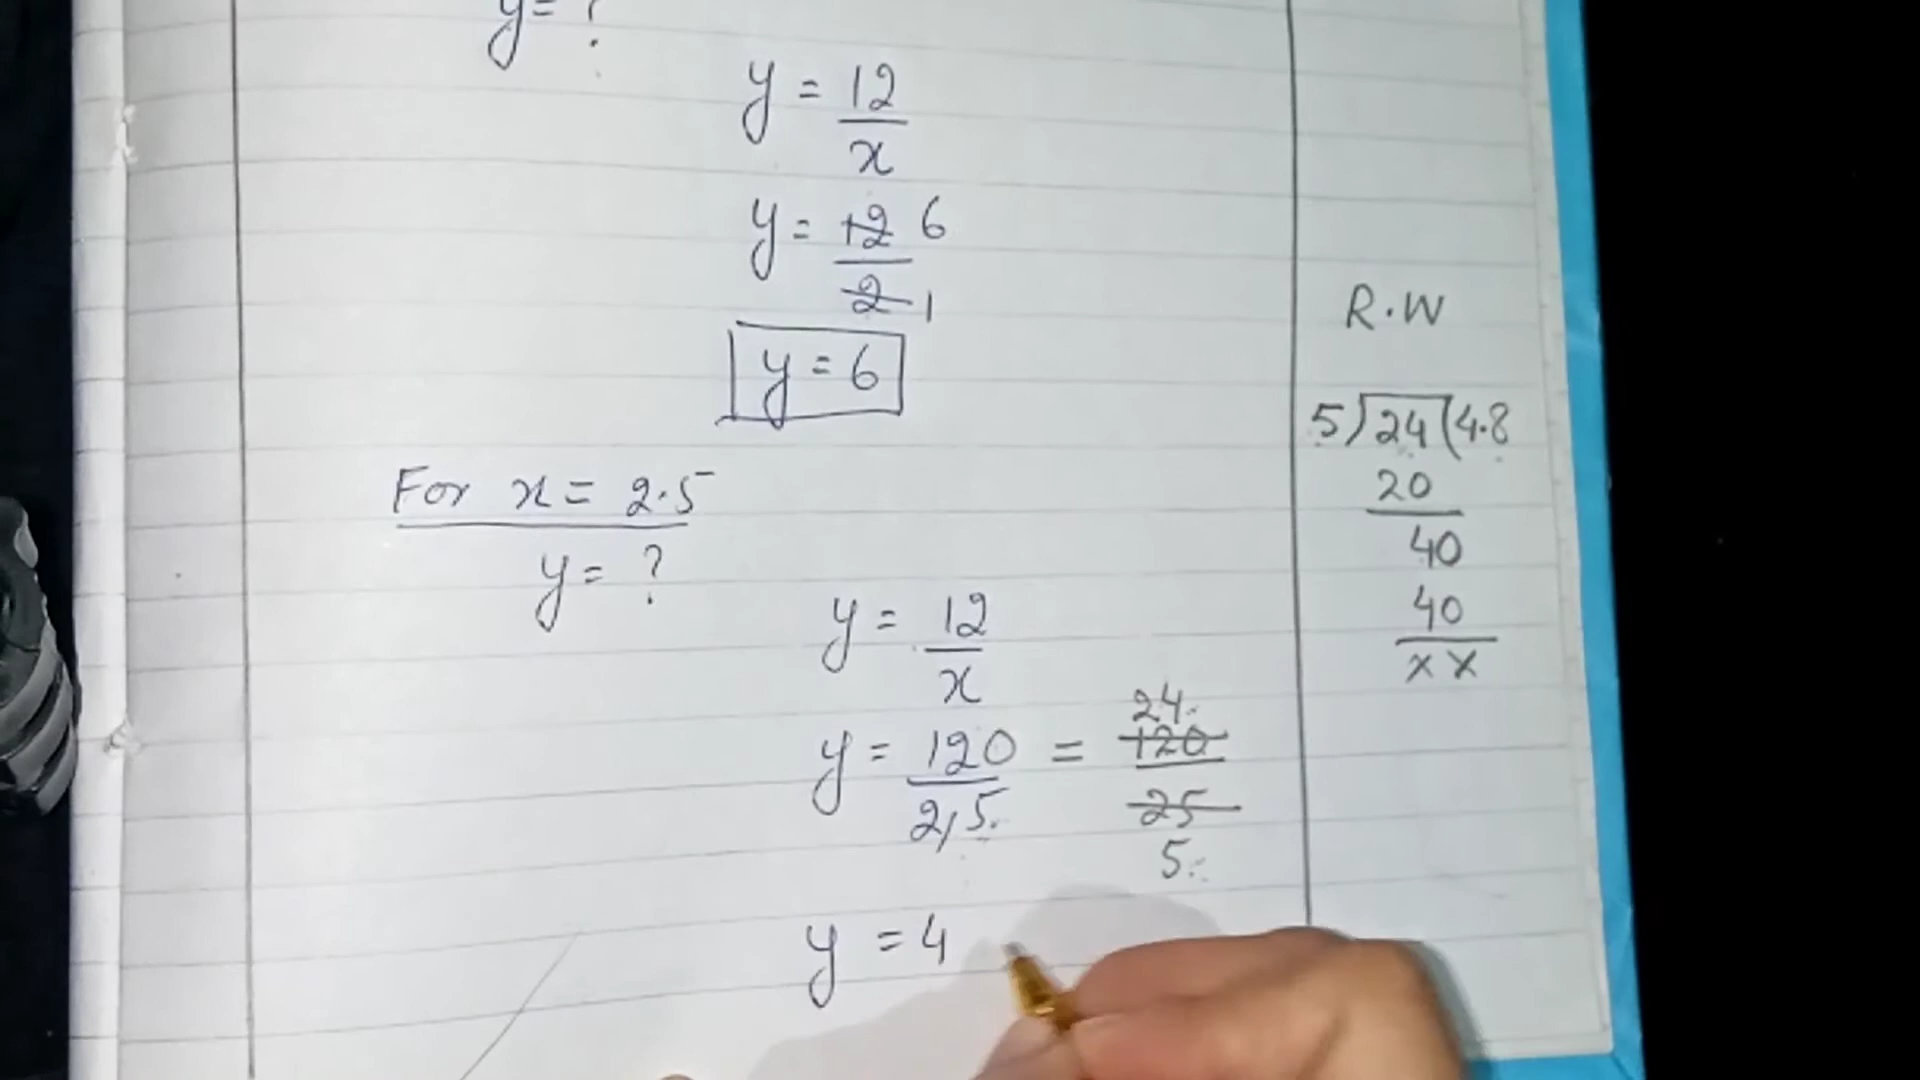 y = ?
y = 12
x
y = 12 6
2 1
y = 6
For x = 2.5
y = ?
y = 12
x
24
y = 120 = 120
2,5 25
5
y = 4
R.W
5)24(4.8
20
40
40
x x